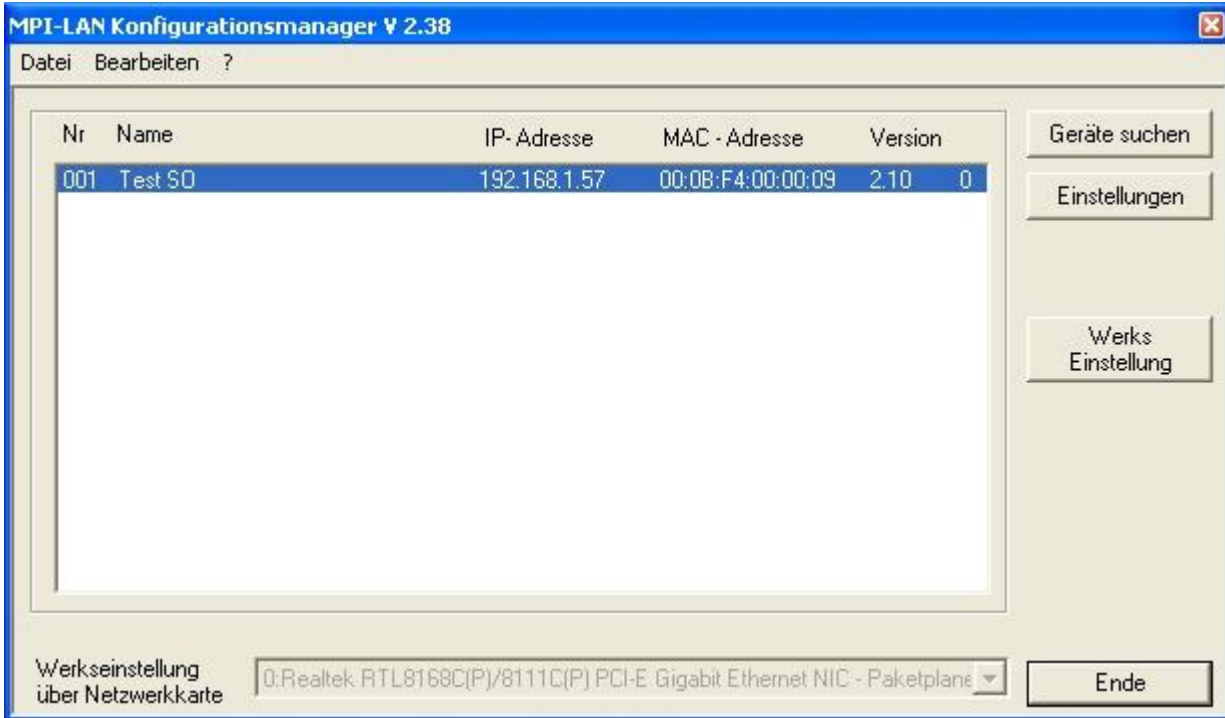 MPI-LAN Konfigurationsmanager V 2.38
Datei Bearbeiten ?
Nr Name IP- Adresse MAC - Adresse Version
001 Test SO 192.168.1.57 00:0B:F4:00:00:09 2.10 0
Geräte suchen
Einstellungen
Werks
Einstellung
Werkseinstellung
über Netzwerkkarte
0:Realtek RTL8168C(P)/8111C(P) PCI-E Gigabit Ethernet NIC - Paketplane
Ende